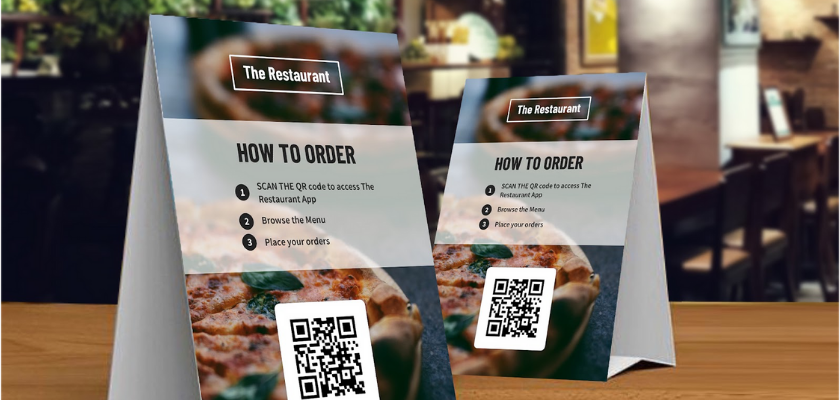 The Restaurant
HOW TO ORDER
1 SCAN THE QR code to access The
Restaurant App
2 Browse the Menu
3 Place your orders
The Restaurant
HOW TO ORDER
1 SCAN THE QR code to access The
Restaurant App
2 Browse the Menu
3 Place your orders